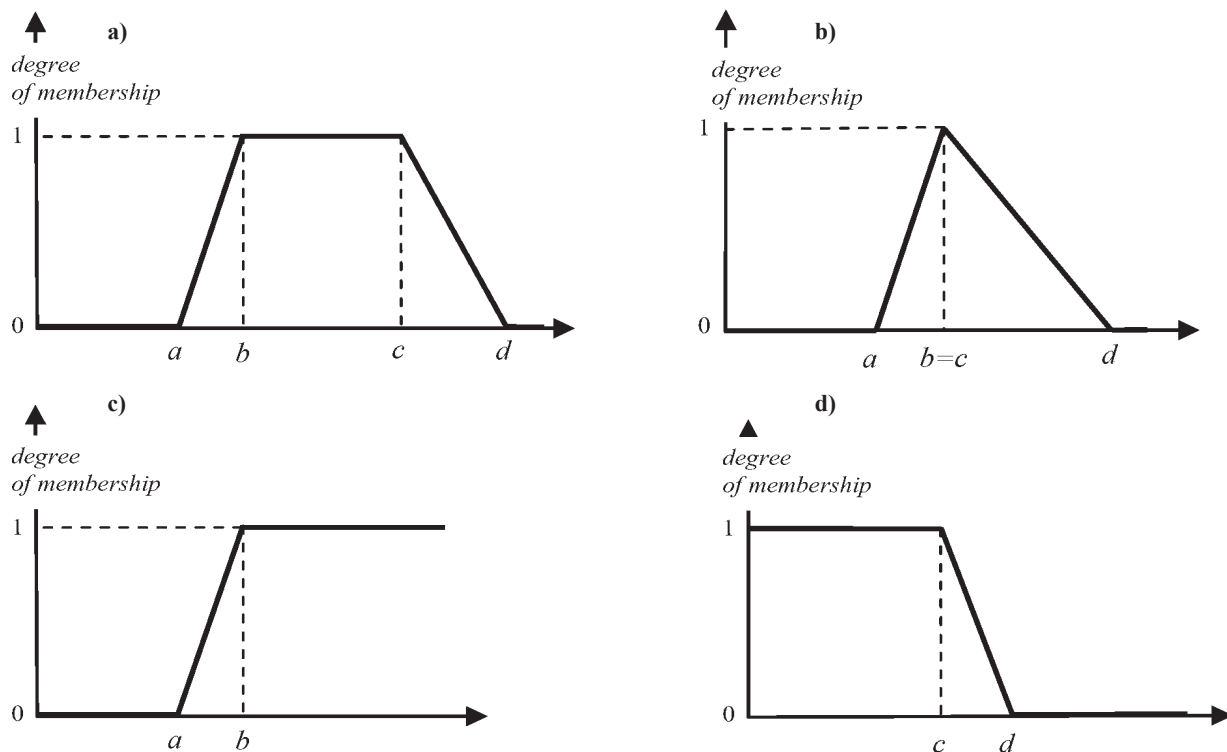 a)
degree
of membership
1
0
a b c d
b)
degree
of membership
1
0
a b=c d
c)
degree
of membership
1
0
a b
d)
degree
of membership
1
0
c d